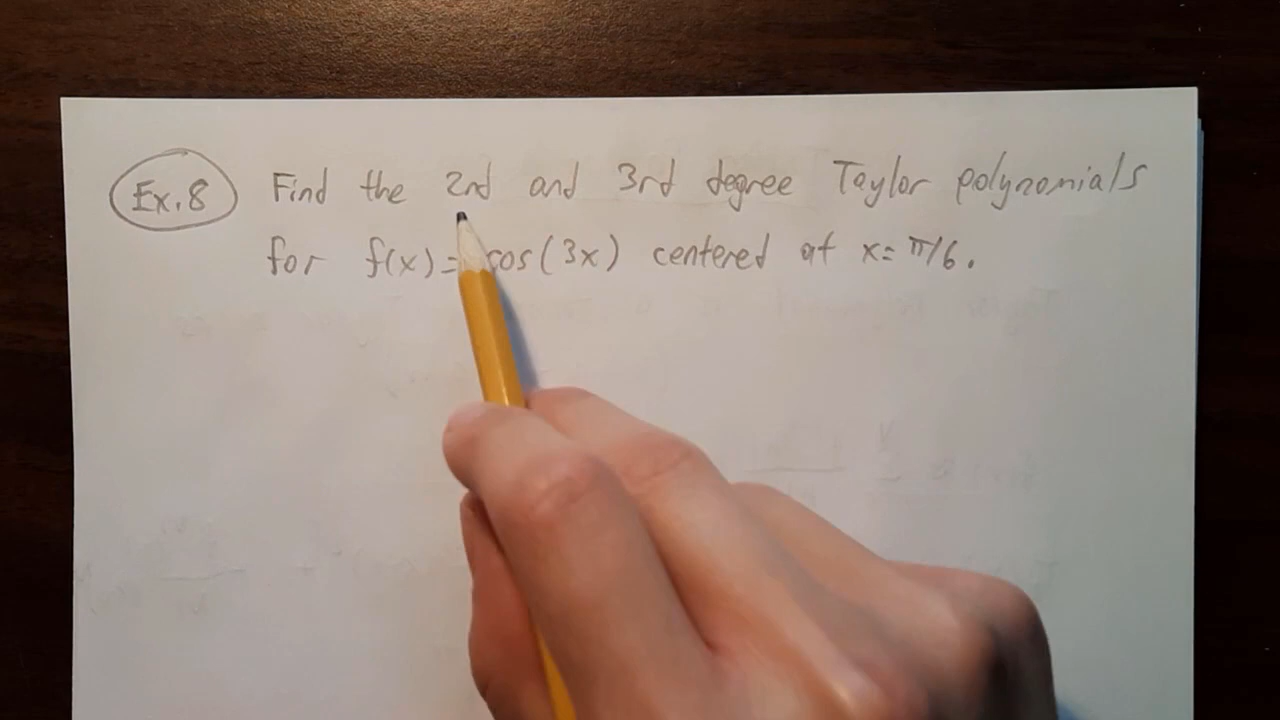 Ex. 8 Find the 2nd and 3rd degree Taylor polynomials
for f(x) = cos(3x) centered at x = π/6.